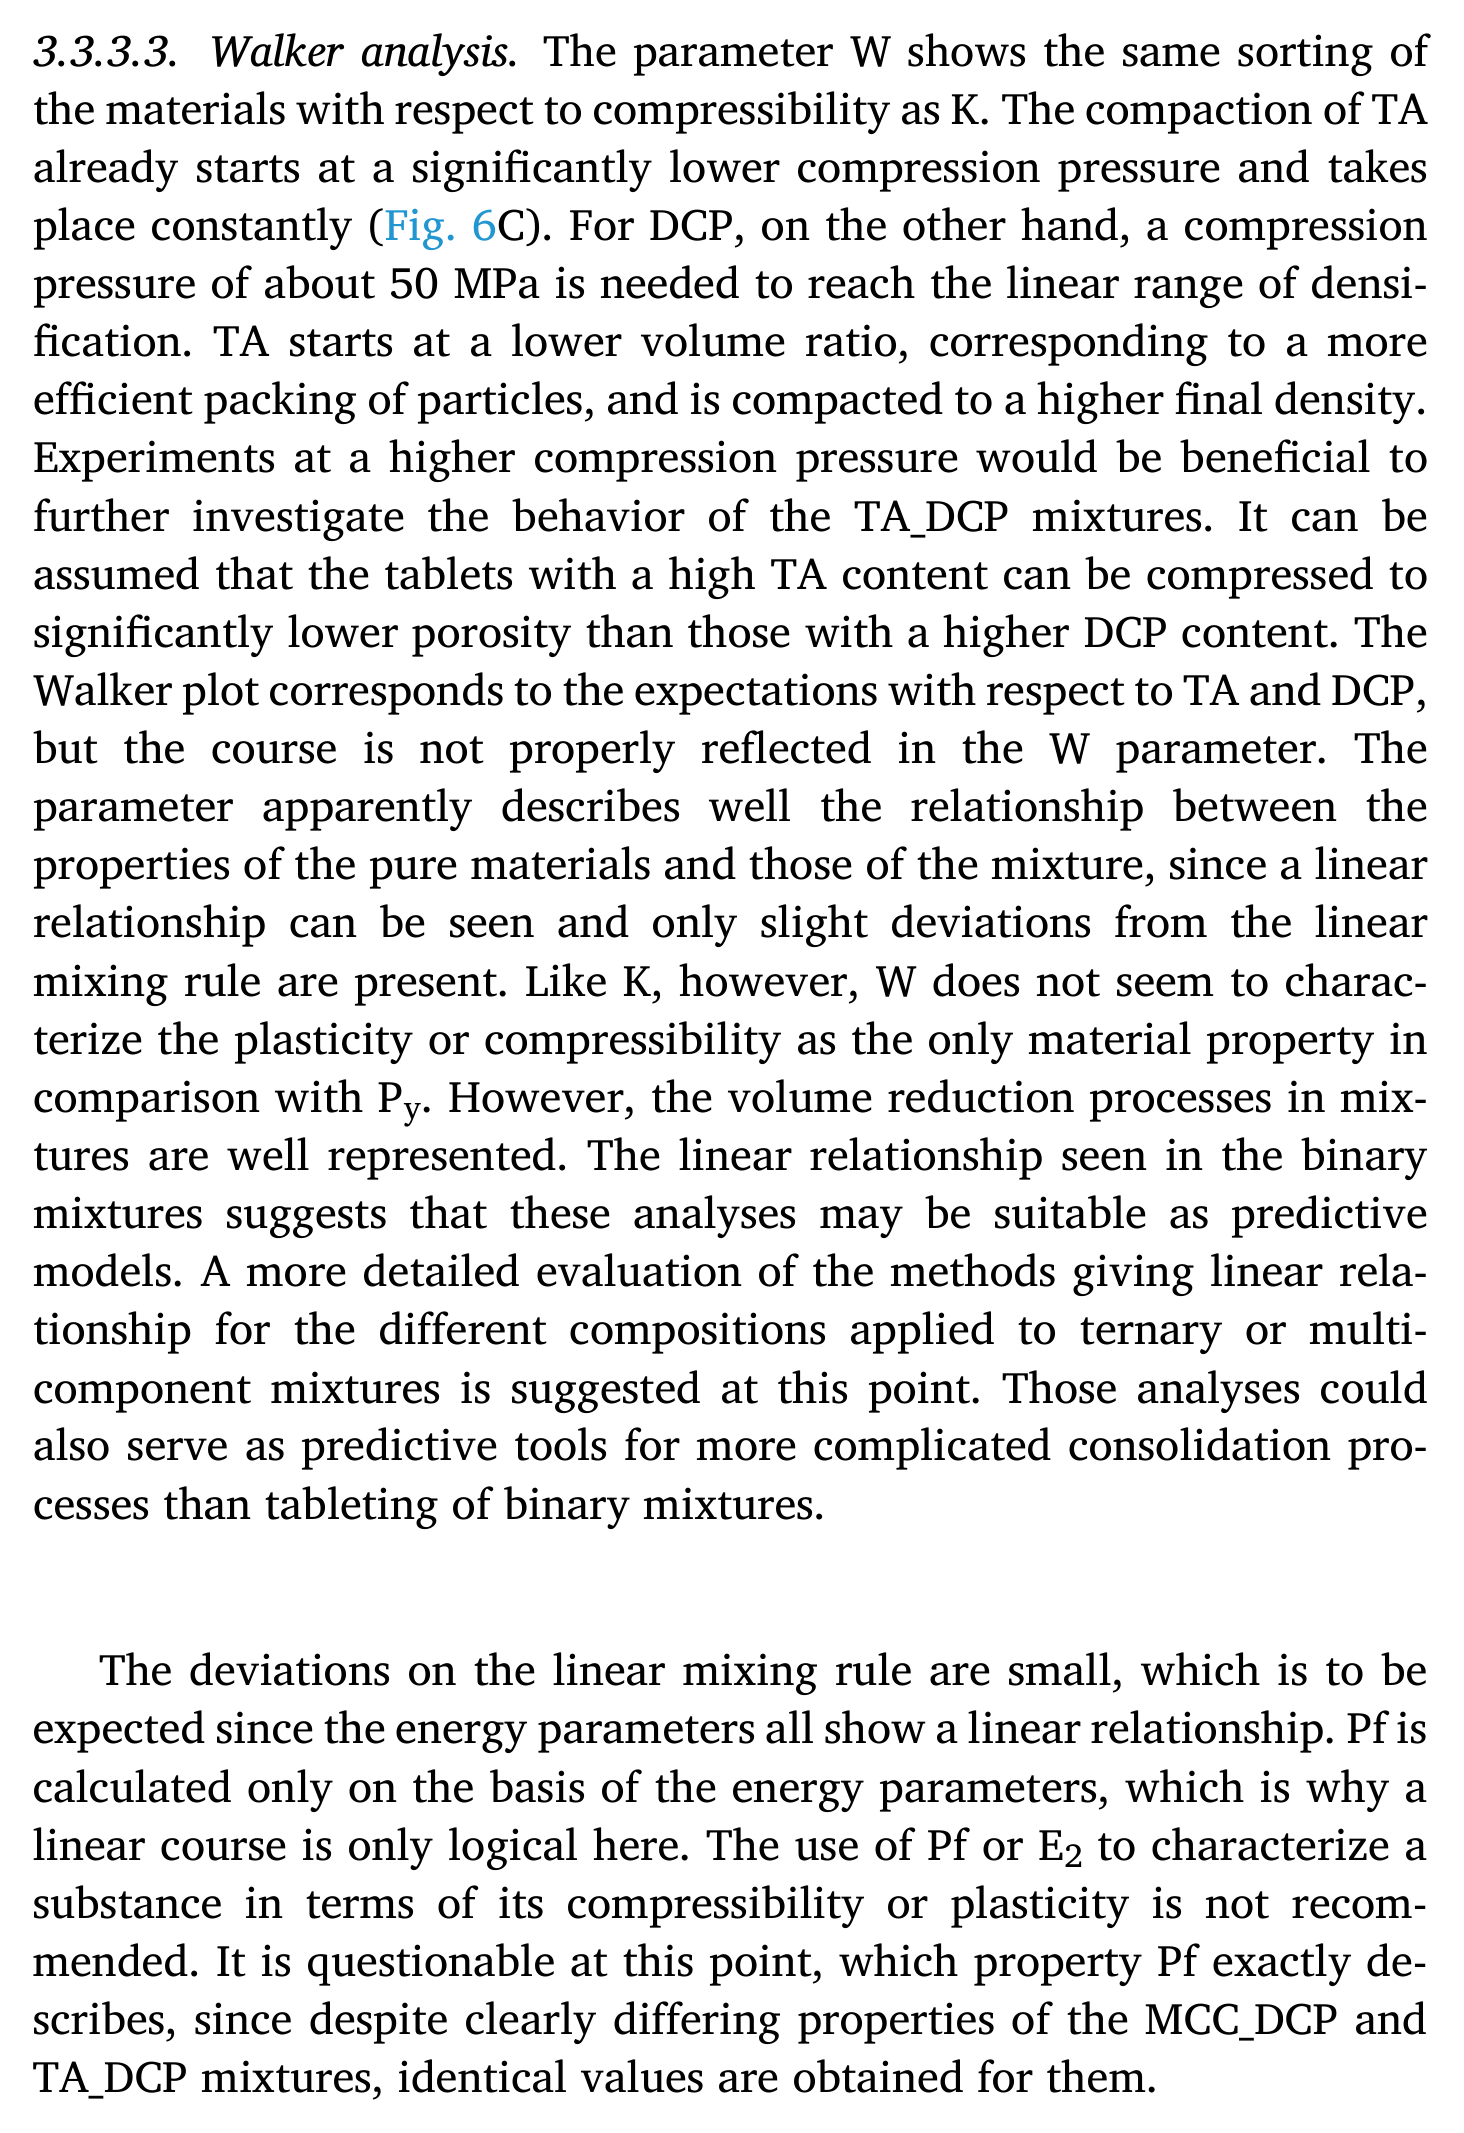 3.3.3.3. Walker analysis. The parameter W shows the same sorting of
the materials with respect to compressibility as K. The compaction of TA
already starts at a significantly lower compression pressure and takes
place constantly (Fig. 6C). For DCP, on the other hand, a compression
pressure of about 50 MPa is needed to reach the linear range of densi-
fication. TA starts at a lower volume ratio, corresponding to a more
efficient packing of particles, and is compacted to a higher final density.
Experiments at a higher compression pressure would be beneficial to
further investigate the behavior of the TA_DCP mixtures. It can be
assumed that the tablets with a high TA content can be compressed to
significantly lower porosity than those with a higher DCP content. The
Walker plot corresponds to the expectations with respect to TA and DCP,
but the course is not properly reflected in the W parameter. The
parameter apparently describes well the relationship between the
properties of the pure materials and those of the mixture, since a linear
relationship can be seen and only slight deviations from the linear
mixing rule are present. Like K, however, W does not seem to charac-
terize the plasticity or compressibility as the only material property in
comparison with Py. However, the volume reduction processes in mix-
tures are well represented. The linear relationship seen in the binary
mixtures suggests that these analyses may be suitable as predictive
models. A more detailed evaluation of the methods giving linear rela-
tionship for the different compositions applied to ternary or multi-
component mixtures is suggested at this point. Those analyses could
also serve as predictive tools for more complicated consolidation pro-
cesses than tableting of binary mixtures.
The deviations on the linear mixing rule are small, which is to be
expected since the energy parameters all show a linear relationship. Pf is
calculated only on the basis of the energy parameters, which is why a
linear course is only logical here. The use of Pf or E2 to characterize a
substance in terms of its compressibility or plasticity is not recom-
mended. It is questionable at this point, which property Pf exactly de-
scribes, since despite clearly differing properties of the MCC_DCP and
TA_DCP mixtures, identical values are obtained for them.